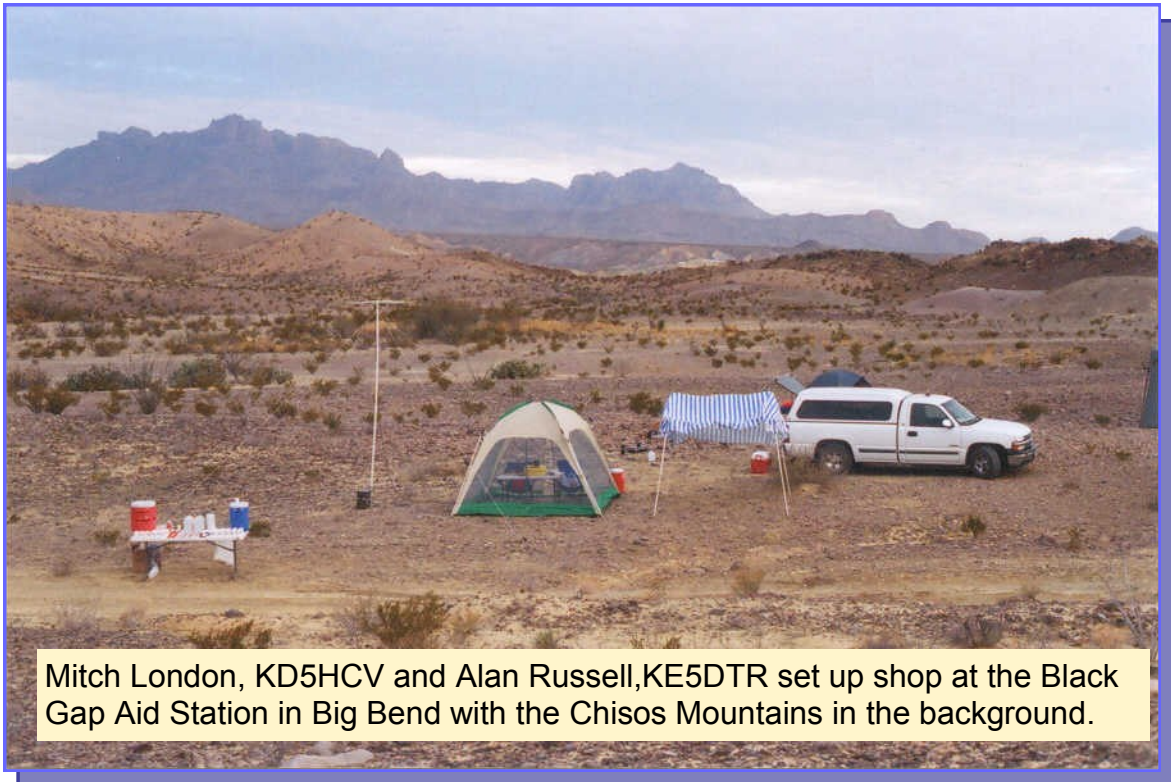 Mitch London, KD5HCV and Alan Russell,KE5DTR set up shop at the Black
Gap Aid Station in Big Bend with the Chisos Mountains in the background.